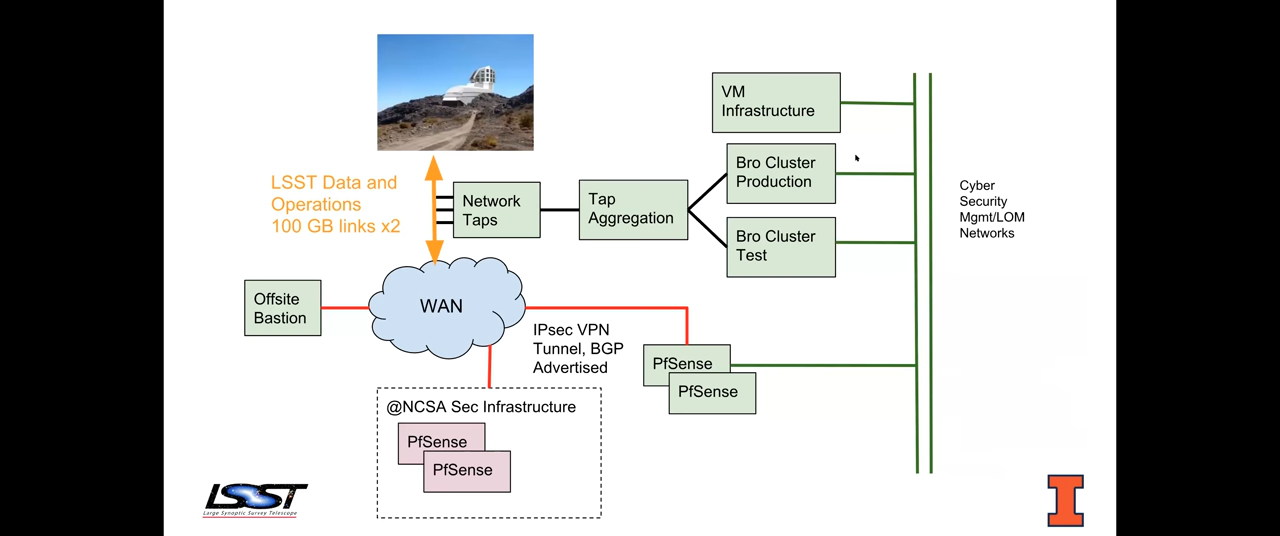 VM
Infrastructure
LSST Data and
Operations
100 GB links x2
Network
Taps
Tap
Aggregation
Bro Cluster
Production
Bro Cluster
Test
Cyber
Security
Mgmt/LOM
Networks
Offsite
Bastion
WAN
IPsec VPN
Tunnel, BGP
Advertised
PfSense
PfSense
@NCSA Sec Infrastructure
PfSense
PfSense
LSST
Large Synoptic Survey Telescope
I